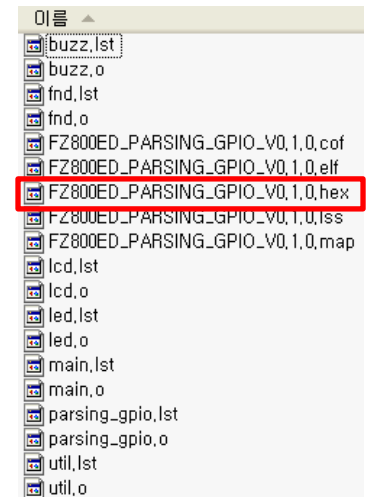 이름
buzz.lst
buzz.o
fnd.lst
fnd.o
FZ800ED_PARSING_GPIO_V0.1.0.cof
FZ800ED_PARSING_GPIO_V0.1.0.elf
FZ800ED_PARSING_GPIO_V0.1.0.hex
FZ800ED_PARSING_GPIO_V0.1.0.lss
FZ800ED_PARSING_GPIO_V0.1.0.map
lcd.lst
lcd.o
led.lst
led.o
main.lst
main.o
parsing_gpio.lst
parsing_gpio.o
util.lst
util.o